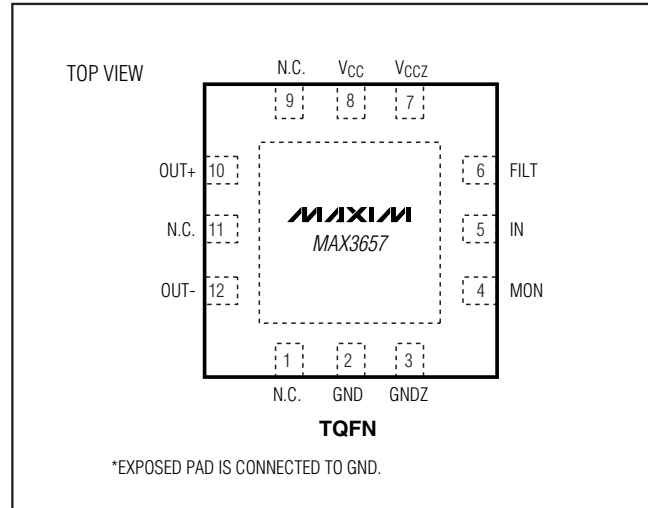 TOP VIEW
N.C. VCC VCCZ
9 8 7
OUT+ 10 6 FILT
MAXIM
N.C. 11 5 IN
MAX3657
OUT- 12 4 MON
1 2 3
N.C. GND GNDZ
TQFN
*EXPOSED PAD IS CONNECTED TO GND.